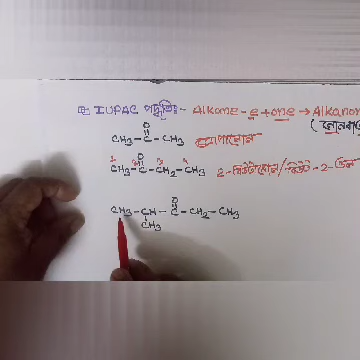 IUPAC পদ্ধতিঃ- Alkane - e + one → Alkanon
O
CH3 - C - CH3
O
CH3 - C - CH2 - CH3 2-বিউটানোন/বিউট-2-ওন
O
CH3 - CH - C - CH2 - CH3
CH3